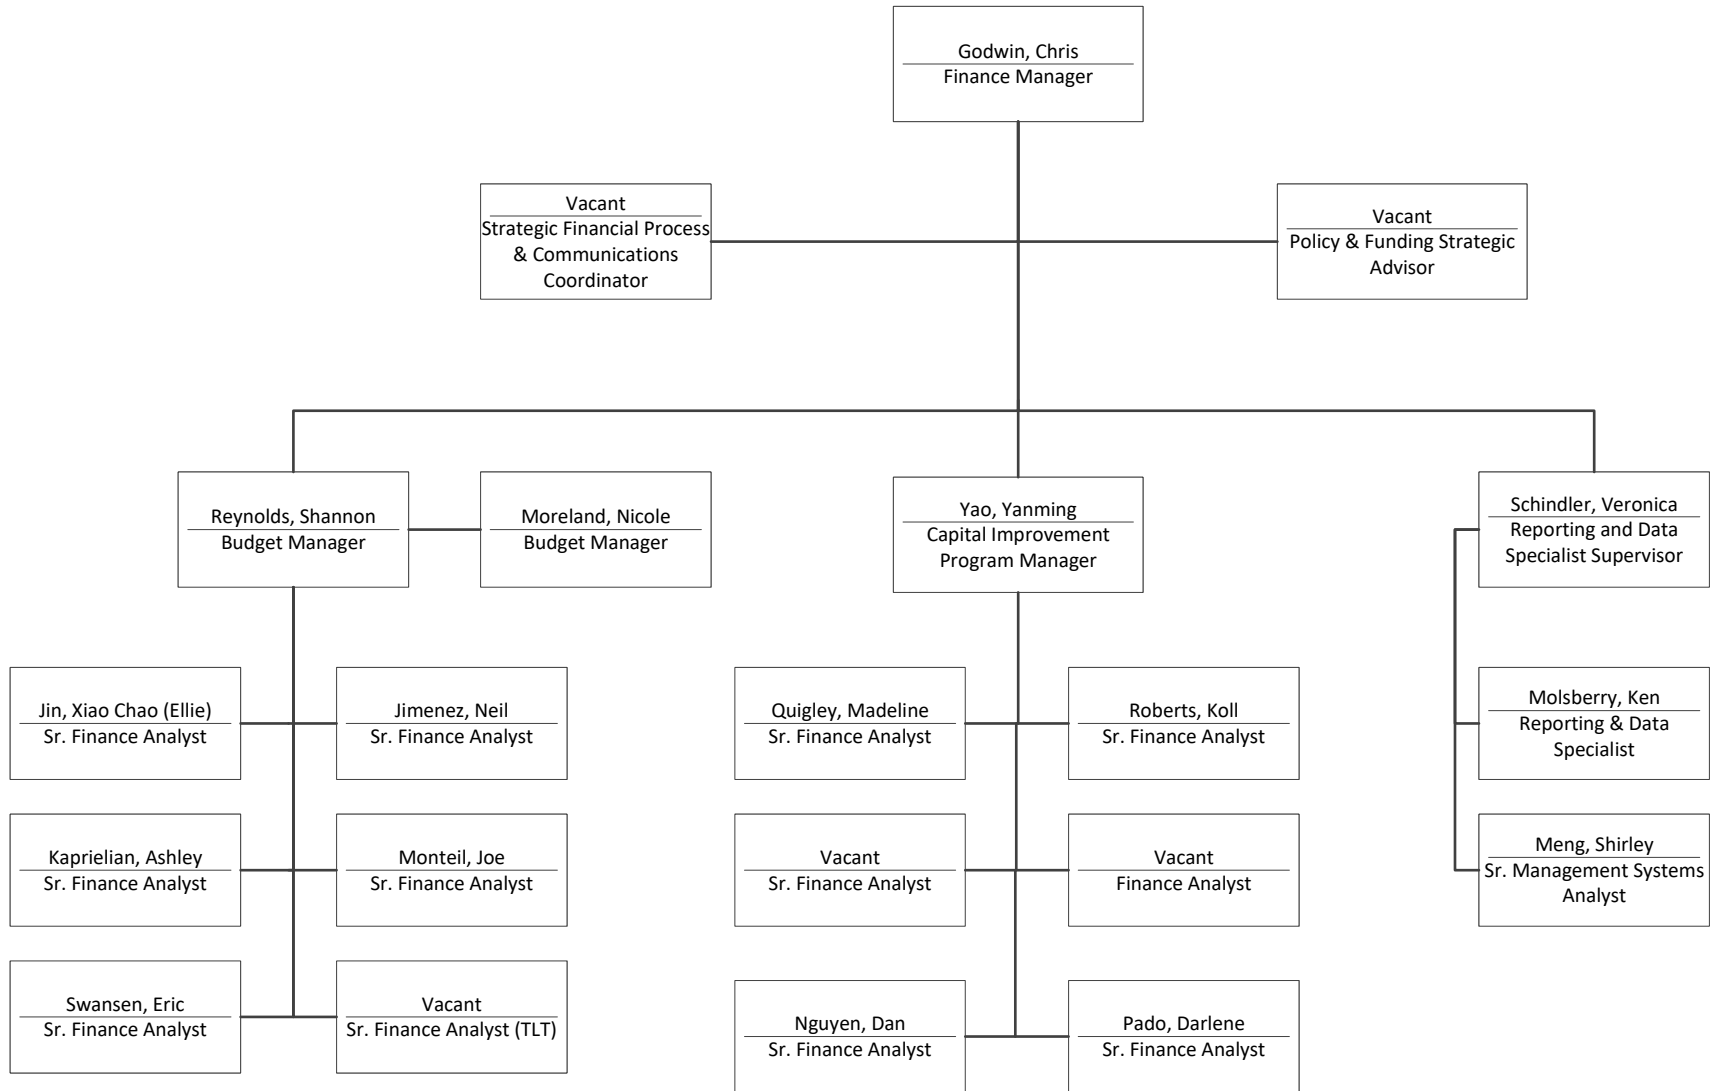 Godwin, Chris
Finance Manager
Vacant
Strategic Financial Process
& Communications
Coordinator
Vacant
Policy & Funding Strategic
Advisor
Reynolds, Shannon
Budget Manager
Moreland, Nicole
Budget Manager
Yao, Yanming
Capital Improvement
Program Manager
Schindler, Veronica
Reporting and Data
Specialist Supervisor
Jin, Xiao Chao (Ellie)
Sr. Finance Analyst
Jimenez, Neil
Sr. Finance Analyst
Quigley, Madeline
Sr. Finance Analyst
Roberts, Koll
Sr. Finance Analyst
Molsberry, Ken
Reporting & Data
Specialist
Kaprielian, Ashley
Sr. Finance Analyst
Monteil, Joe
Sr. Finance Analyst
Vacant
Sr. Finance Analyst
Vacant
Finance Analyst
Meng, Shirley
Sr. Management Systems
Analyst
Swansen, Eric
Sr. Finance Analyst
Vacant
Sr. Finance Analyst (TLT)
Nguyen, Dan
Sr. Finance Analyst
Pado, Darlene
Sr. Finance Analyst